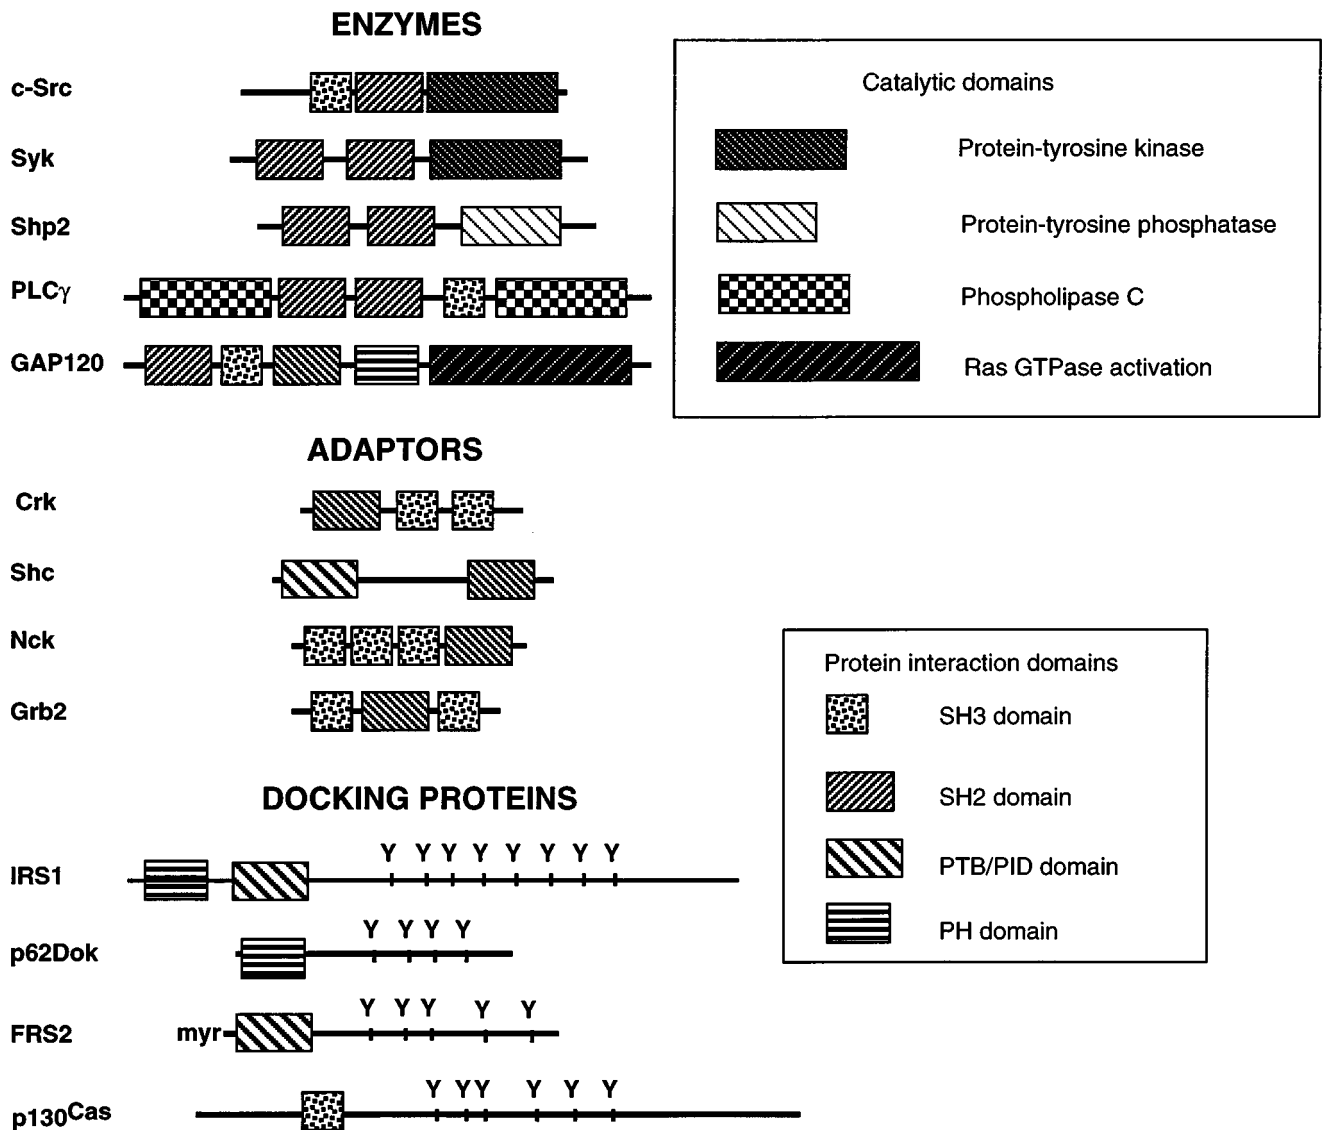 ENZYMES
c-Src
Syk
Shp2
PLCγ
GAP120
Catalytic domains
Protein-tyrosine kinase
Protein-tyrosine phosphatase
Phospholipase C
Ras GTPase activation
ADAPTORS
Crk
Shc
Nck
Grb2
Protein interaction domains
SH3 domain
SH2 domain
PTB/PID domain
PH domain
DOCKING PROTEINS
IRS1
Y Y Y Y Y Y Y Y
p62Dok
Y Y Y Y
FRS2
myr
Y Y Y Y Y
p130Cas
Y Y Y Y Y Y